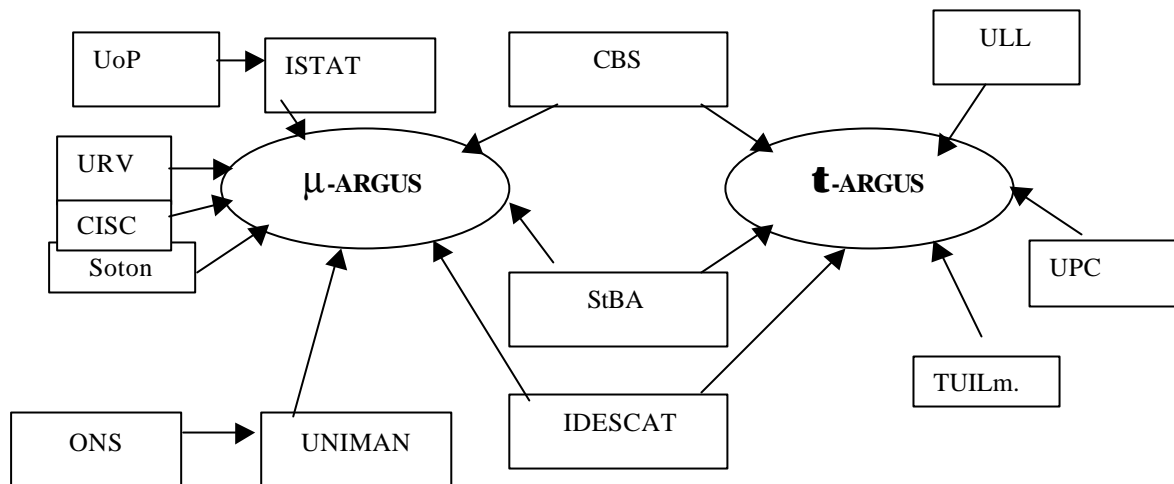 UoP
ISTAT
CBS
ULL
URV
CISC
Soton
μ-ARGUS
t-ARGUS
StBA
UPC
TUILm.
IDESCAT
ONS
UNIMAN